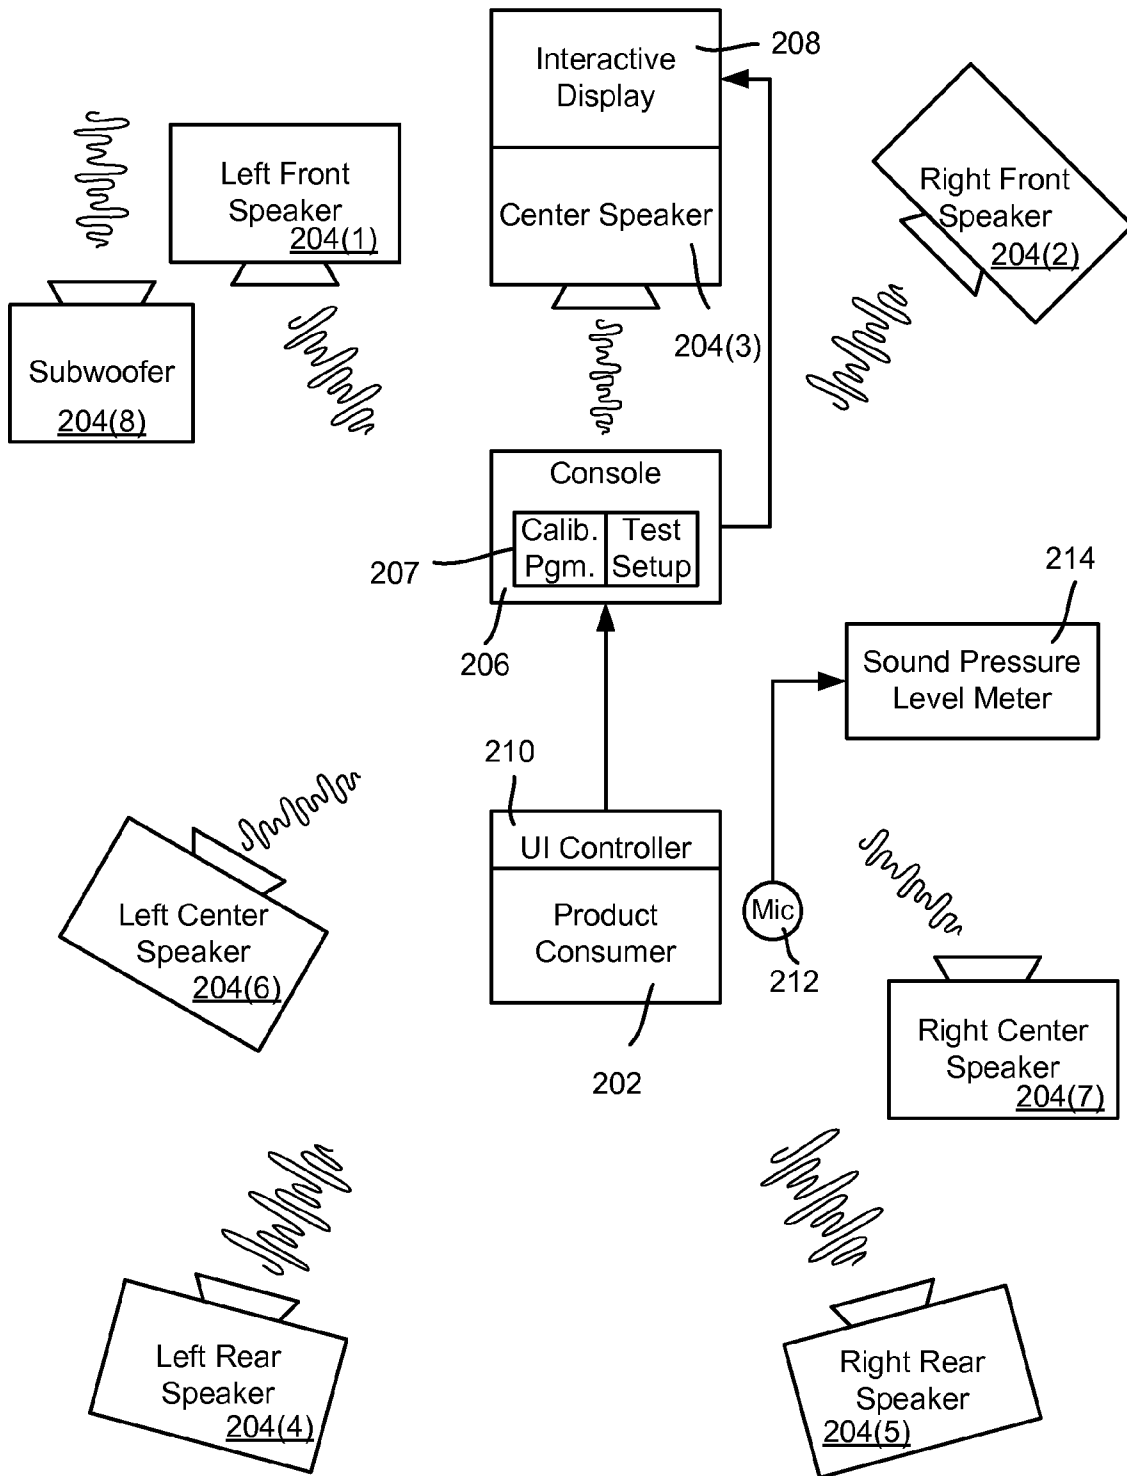 208
Interactive
Display
Left Front
Speaker
204(1)
Center Speaker
204(3)
Right Front
Speaker
204(2)
Subwoofer
204(8)
Console
Calib.
Pgm.
Test
Setup
207
206
214
Sound Pressure
Level Meter
210
UI Controller
Product
Consumer
202
Mic
212
Left Center
Speaker
204(6)
Right Center
Speaker
204(7)
Left Rear
Speaker
204(4)
Right Rear
Speaker
204(5)